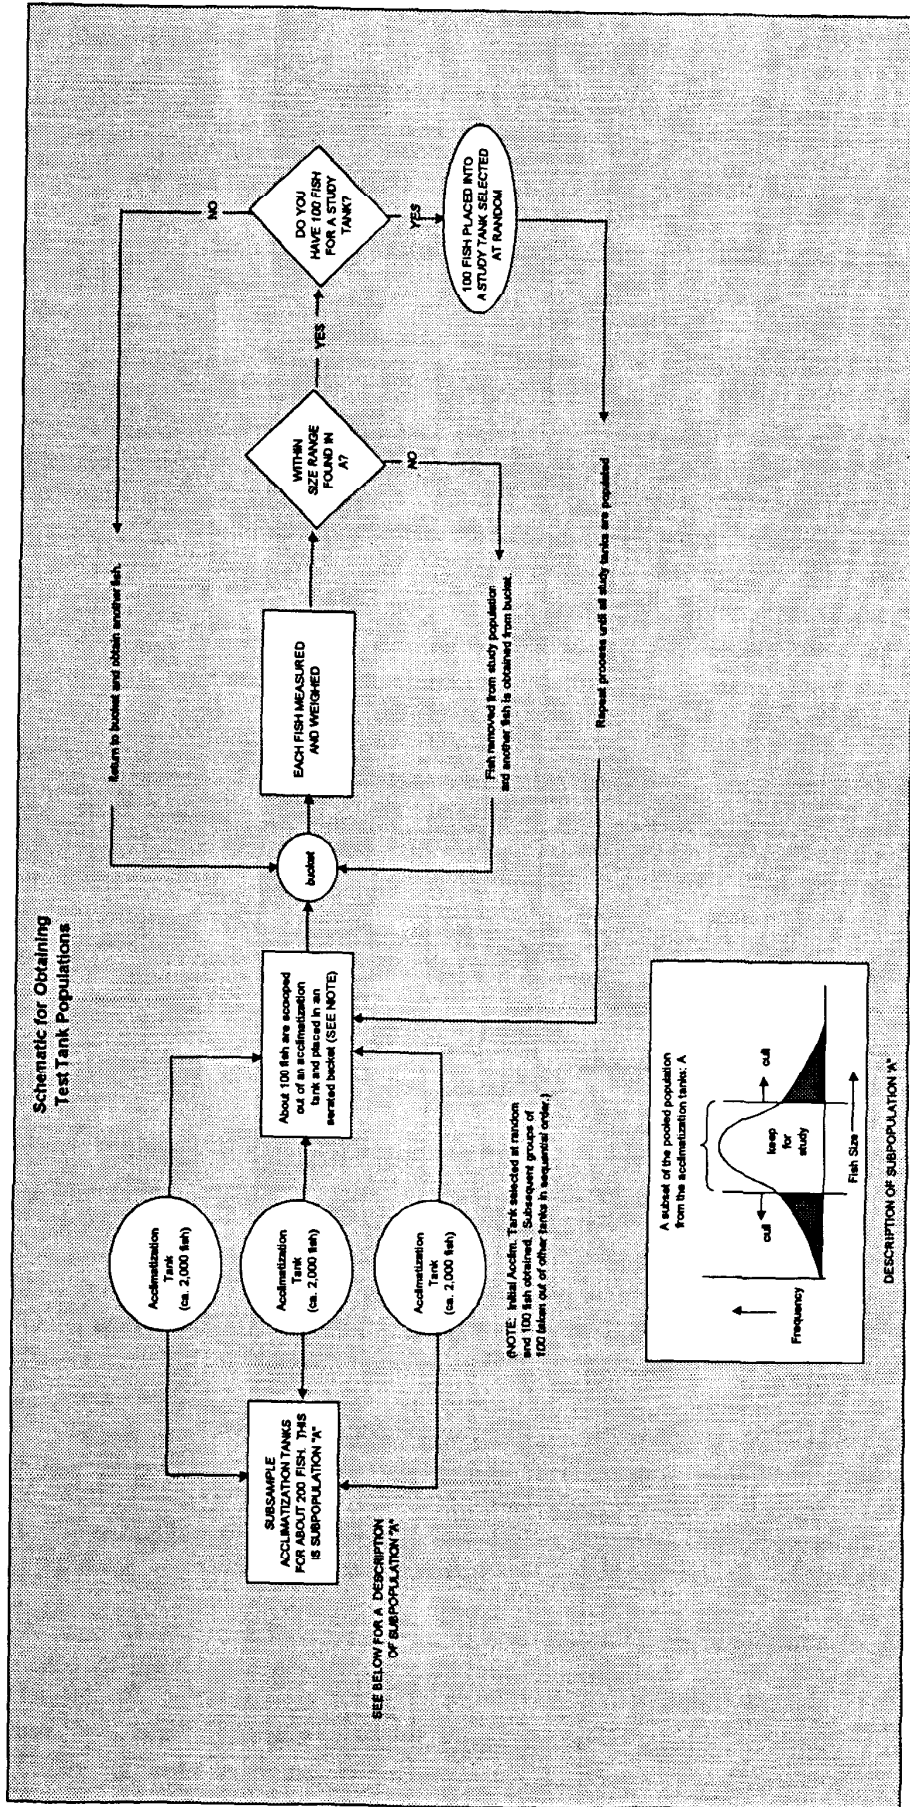 Schematic for Obtaining
Test Tank Populations
SUBSAMPLE
ACCLIMATIZATION TANKS
FOR ABOUT 200 FISH. THIS
IS SUBPOPULATION "A"
SEE BELOW FOR A DESCRIPTION
OF SUBPOPULATION "A"
Acclimatization
Tank
(ca. 2,000 fish)
Acclimatization
Tank
(ca. 2,000 fish)
Acclimatization
Tank
(ca. 2,000 fish)
(NOTE: Initial Acclim. Tank selected at random
and 100 fish obtained. Subsequent groups of
100 taken out of other tanks in sequential order.)
About 100 fish are scooped
out of an acclimatization
tank and placed in an
aerated bucket (SEE NOTE)
bucket
EACH FISH MEASURED
AND WEIGHED
WITHIN
SIZE RANGE
FOUND IN
A?
YES
NO
DO YOU
HAVE 100 FISH
FOR A STUDY
TANK?
NO
YES
100 FISH PLACED INTO
A STUDY TANK SELECTED
AT RANDOM
Return to bucket and obtain another fish.
Fish removed from study population
and another fish is obtained from bucket.
Repeat process until all study tanks are populated
A subset of the pooled population
from the acclimatization tanks: A
cull
keep
for
study
cull
Frequency
Fish Size
DESCRIPTION OF SUBPOPULATION "A"